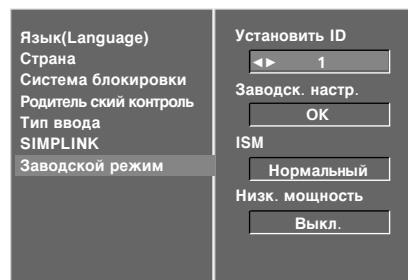 Язык(Language)
Страна
Система блокировки
Родитель ский контроль
Тип ввода
SIMPLINK
Заводской режим
Установить ID
◄► 1
Заводск. настр.
ОК
ISM
Нормальный
Низк. мощность
Выкл.